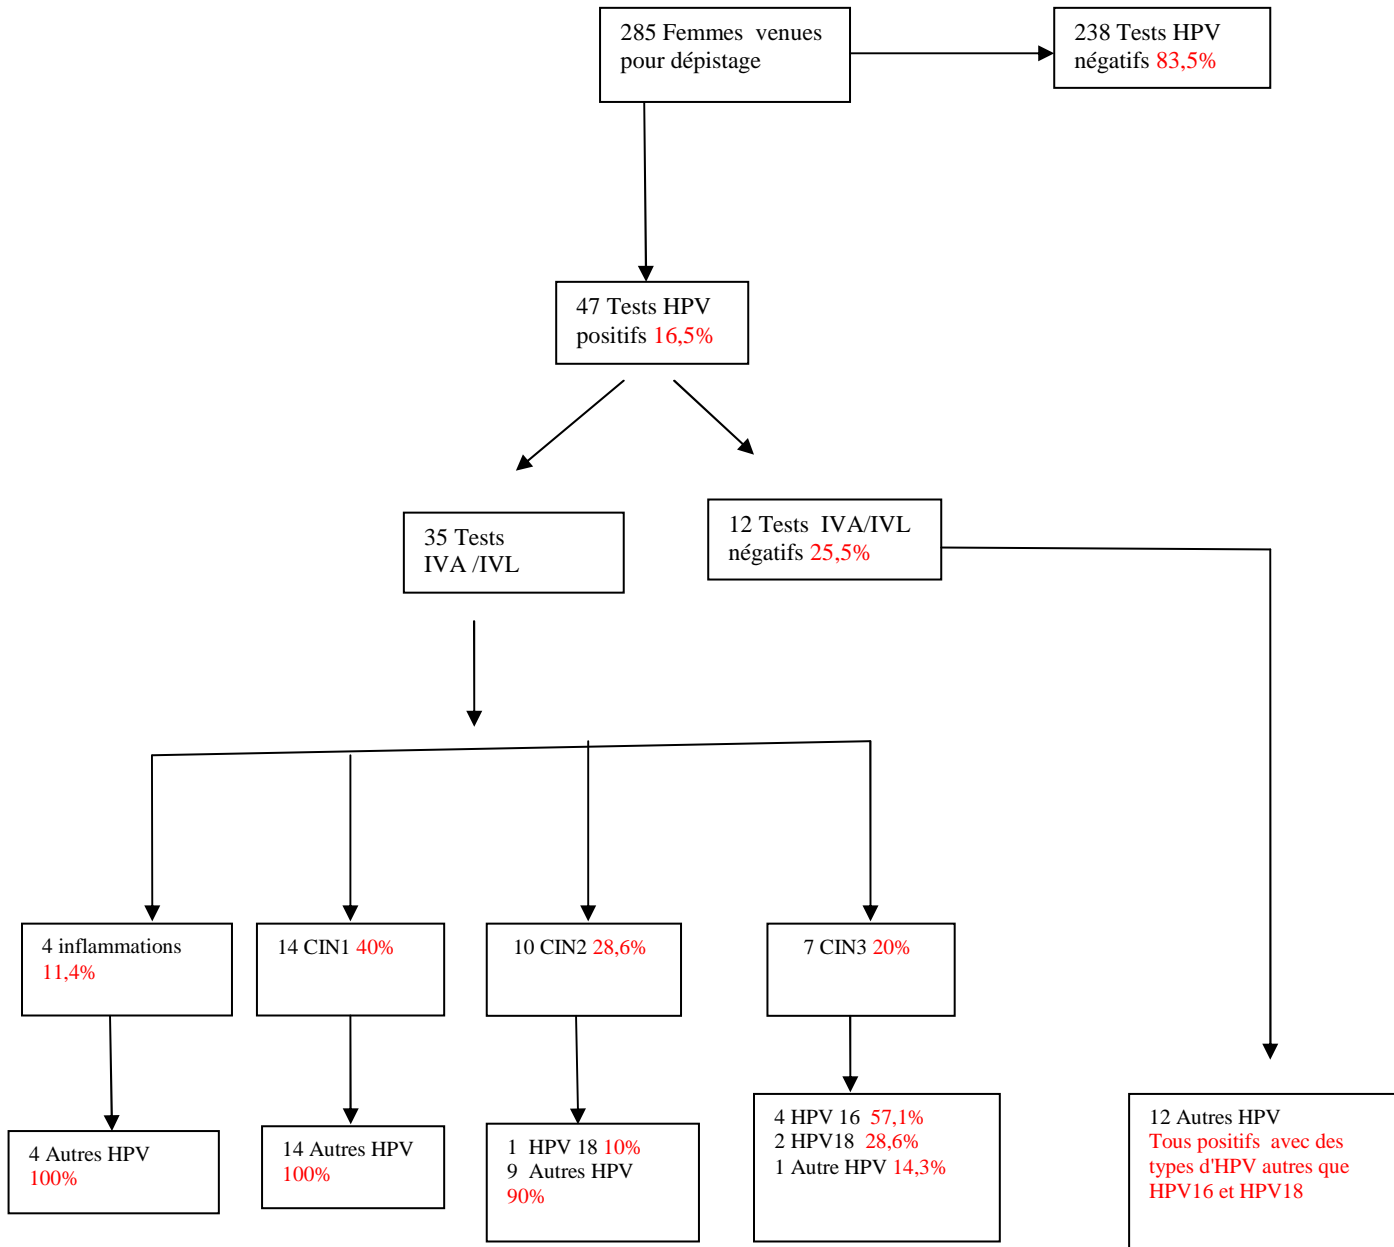 285 Femmes venues
pour dépistage
238 Tests HPV
négatifs 83,5%
47 Tests HPV
positifs 16,5%
35 Tests
IVA /IVL
12 Tests IVA/IVL
négatifs 25,5%
4 inflammations
11,4%
14 CIN1 40%
10 CIN2 28,6%
7 CIN3 20%
4 Autres HPV
100%
14 Autres HPV
100%
1 HPV 18 10%
9 Autres HPV
90%
4 HPV 16 57,1%
2 HPV18 28,6%
1 Autre HPV 14,3%
12 Autres HPV
Tous positifs avec des
types d'HPV autres que
HPV16 et HPV18